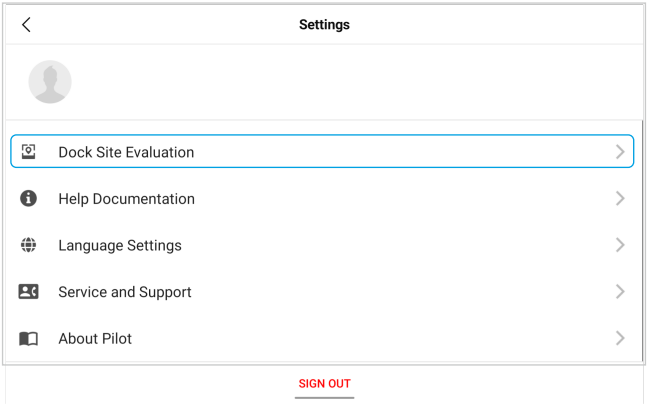 Settings
Dock Site Evaluation
Help Documentation
Language Settings
Service and Support
About Pilot
SIGN OUT